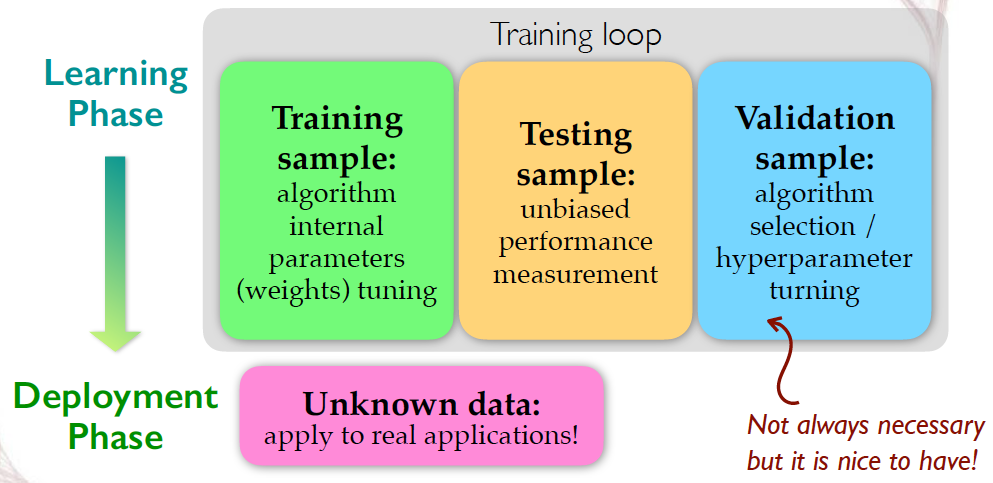 Training loop
Learning
Phase
Training
sample:
algorithm
internal
parameters
(weights) tuning
Testing
sample:
unbiased
performance
measurement
Validation
sample:
algorithm
selection /
hyperparameter
turning
Deployment
Phase
Unknown data:
apply to real applications!
Not always necessary
but it is nice to have!